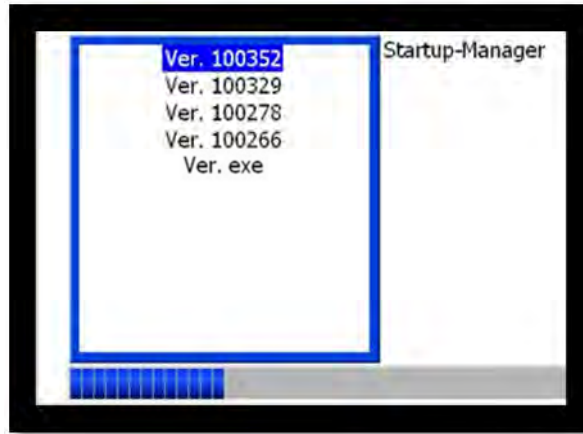 Startup-Manager
Ver. 100352
Ver. 100329
Ver. 100278
Ver. 100266
Ver. exe